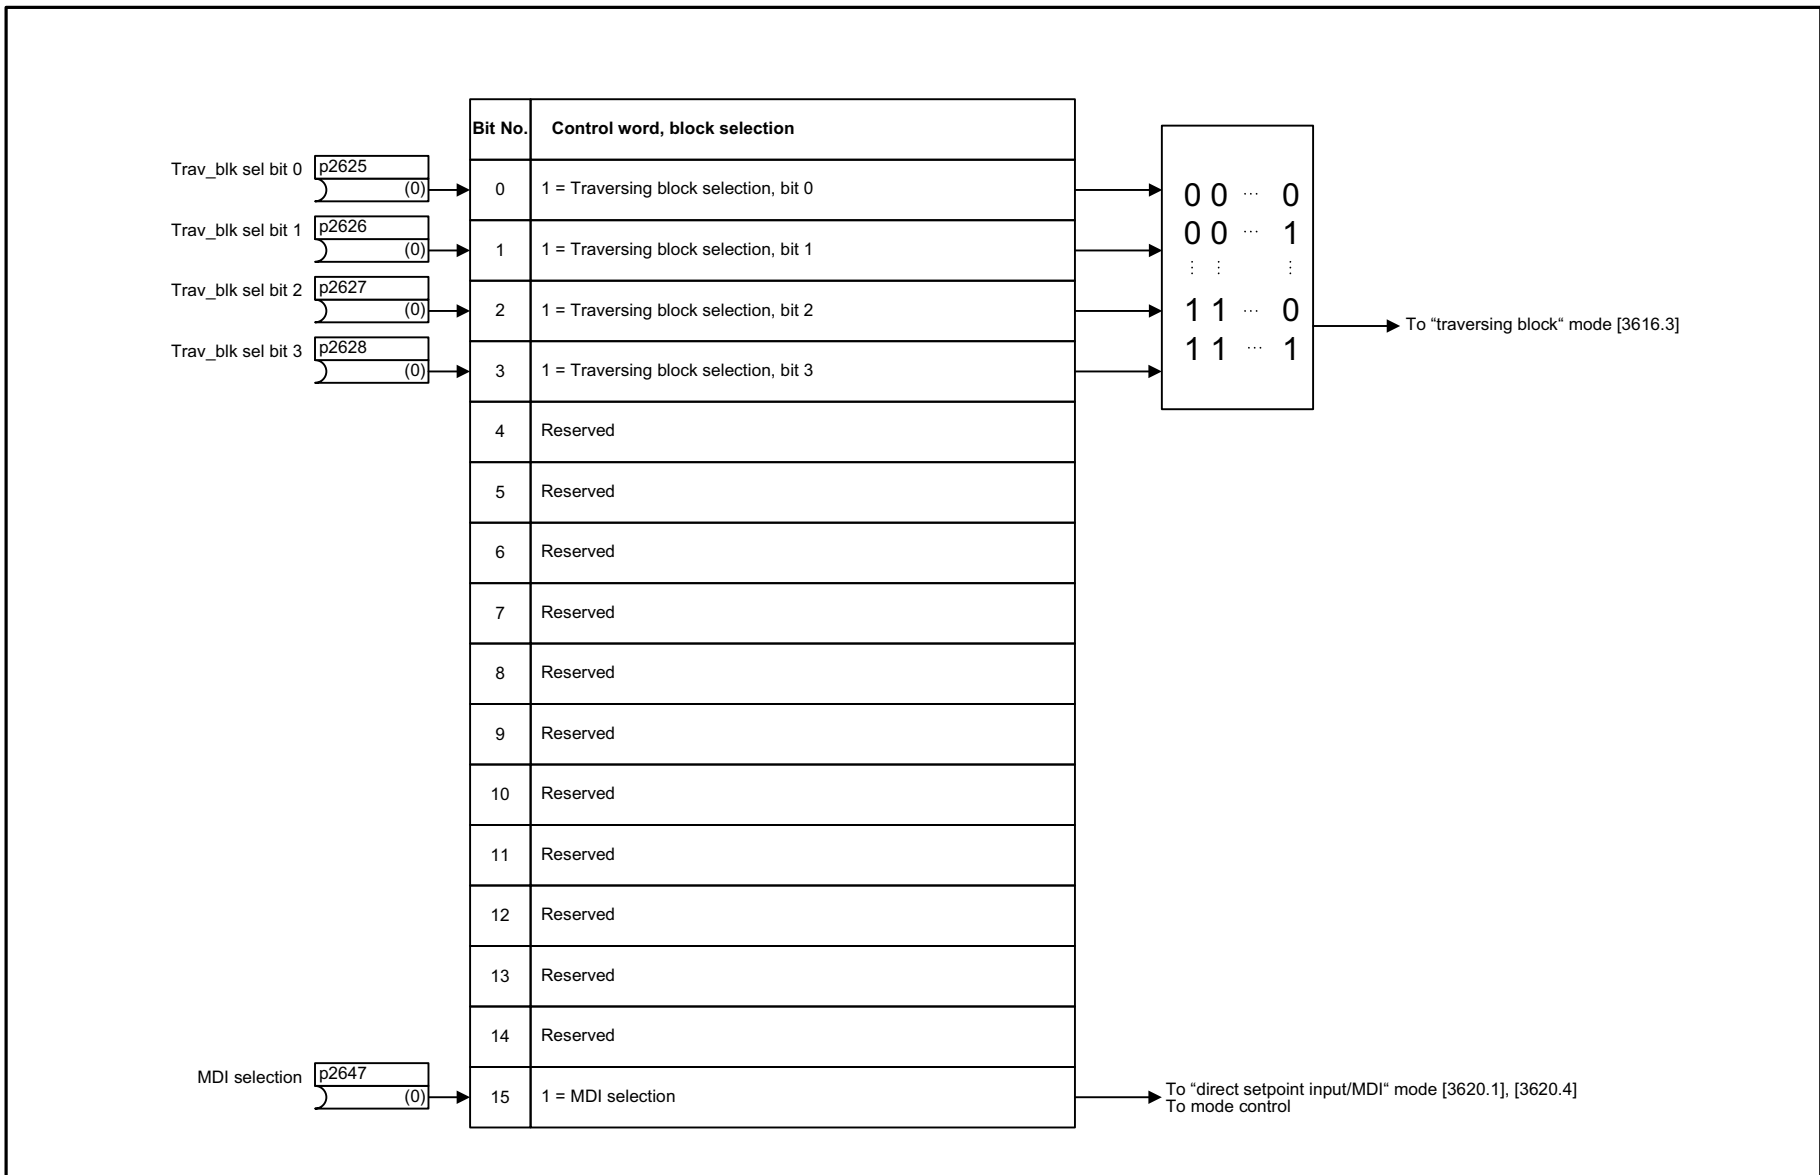 Bit No. Control word, block selection
Trav_blk sel bit 0 p2625
(0) 0 1 = Traversing block selection, bit 0
Trav_blk sel bit 1 p2626
(0) 1 1 = Traversing block selection, bit 1
Trav_blk sel bit 2 p2627
(0) 2 1 = Traversing block selection, bit 2
Trav_blk sel bit 3 p2628
(0) 3 1 = Traversing block selection, bit 3
0 0 ... 0
0 0 ... 1
⋮ ⋮ ⋮
1 1 ... 0
1 1 ... 1
To “traversing block“ mode [3616.3]
4 Reserved
5 Reserved
6 Reserved
7 Reserved
8 Reserved
9 Reserved
10 Reserved
11 Reserved
12 Reserved
13 Reserved
14 Reserved
MDI selection p2647
(0) 15 1 = MDI selection
To “direct setpoint input/MDI“ mode [3620.1], [3620.4]
To mode control